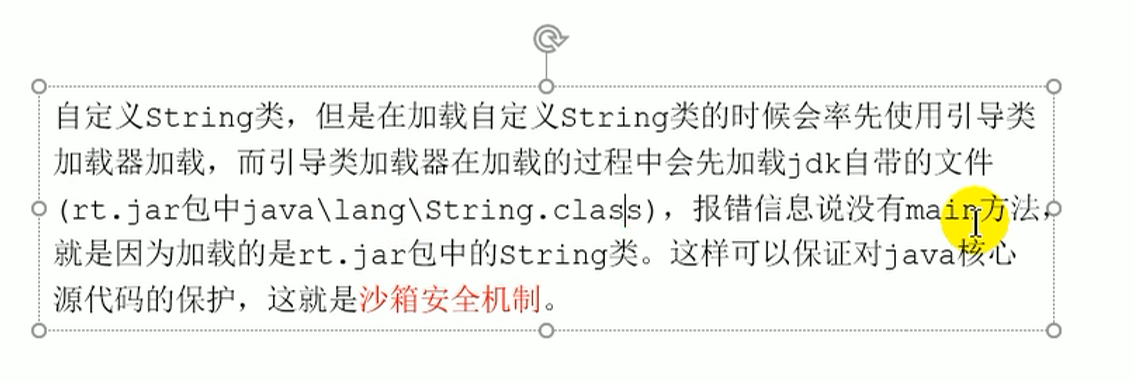 自定义String类，但是在加载自定义String类的时候会率先使用引导类
加载器加载，而引导类加载器在加载的过程中会先加载jdk自带的文件
(rt.jar包中java\lang\String.class)，报错信息说没有main方法，
就是因为加载的是rt.jar包中的String类。这样可以保证对java核心
源代码的保护，这就是沙箱安全机制。